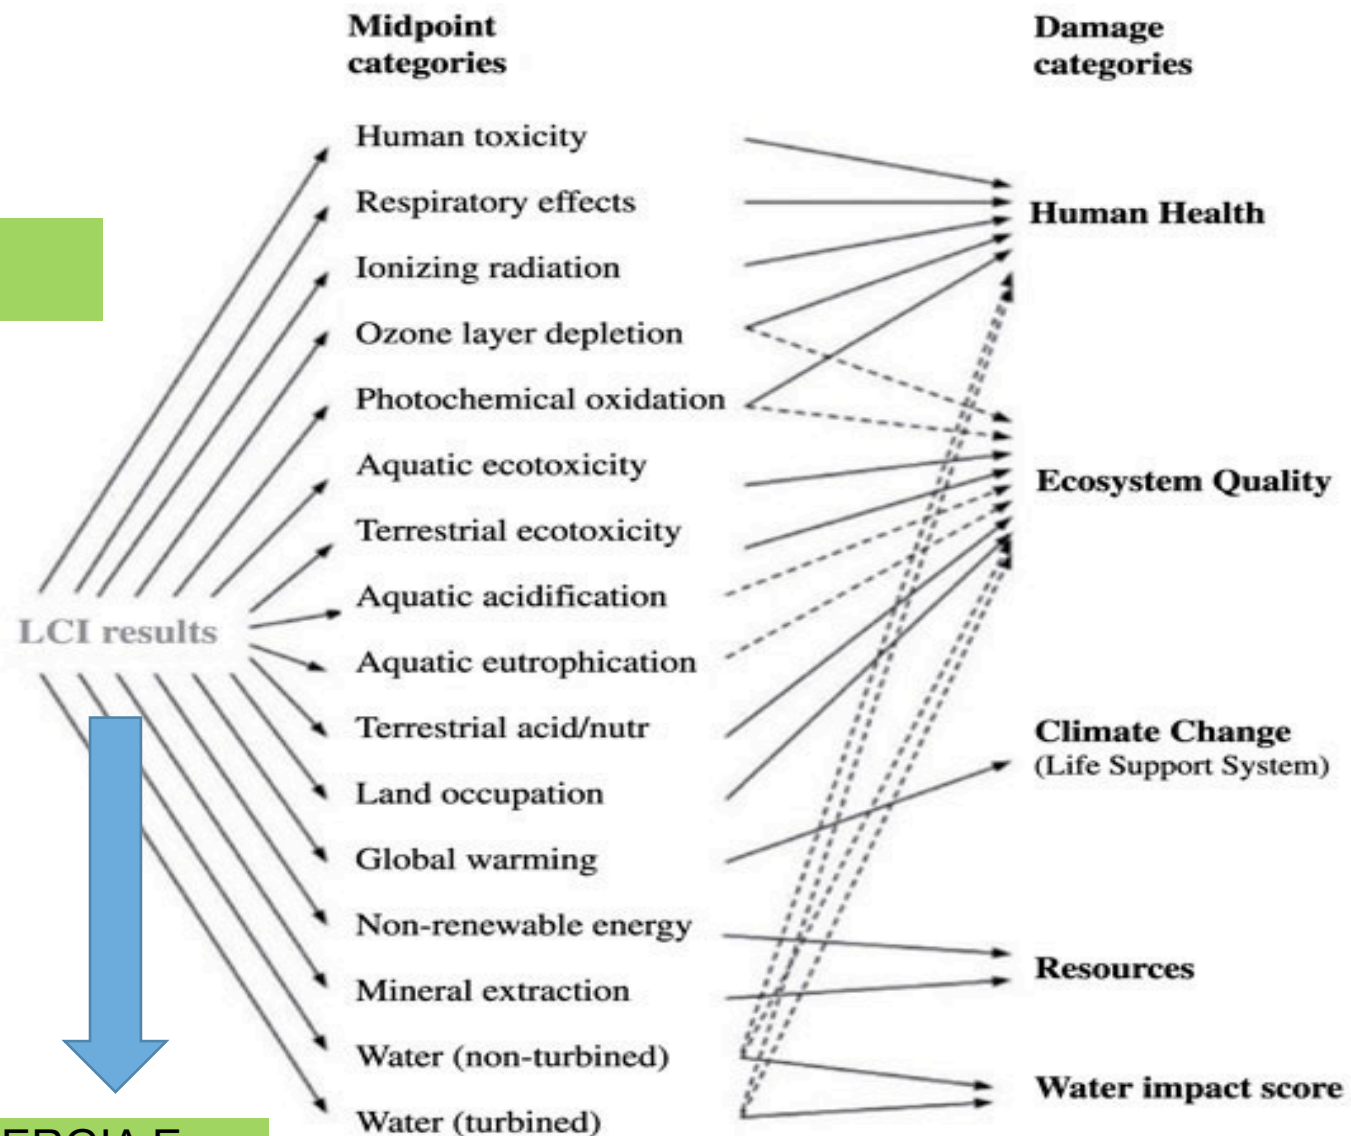 Midpoint
categories
Damage
categories
Human toxicity
Respiratory effects
Human Health
Ionizing radiation
Ozone layer depletion
Photochemical oxidation
Aquatic ecotoxicity
Ecosystem Quality
Terrestrial ecotoxicity
Aquatic acidification
LCI results
Aquatic eutrophication
Terrestrial acid/nutr
Climate Change
(Life Support System)
Land occupation
Global warming
Non-renewable energy
Resources
Mineral extraction
Water (non-turbined)
Water impact score
Water (turbined)